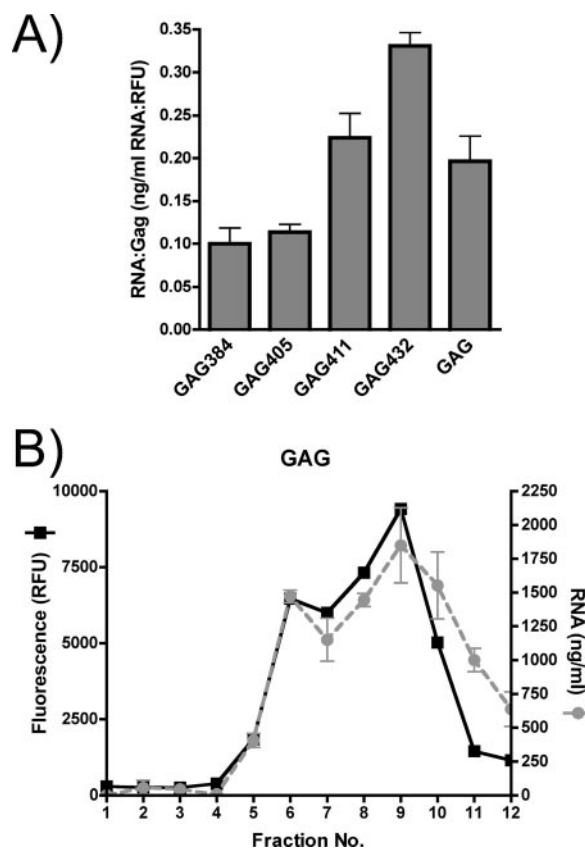 A)
RNA:Gag (ng/ml RNA:RFU)
0.35
0.30
0.25
0.20
0.15
0.10
0.05
0.00
GAG384
GAG405
GAG411
GAG432
GAG
B)
GAG
Fluorescence (RFU)
10000
7500
5000
2500
0
2250
2000
1750
1500
1250
1000
750
500
250
0
RNA (ng/ml)
1 2 3 4 5 6 7 8 9 10 11 12
Fraction No.